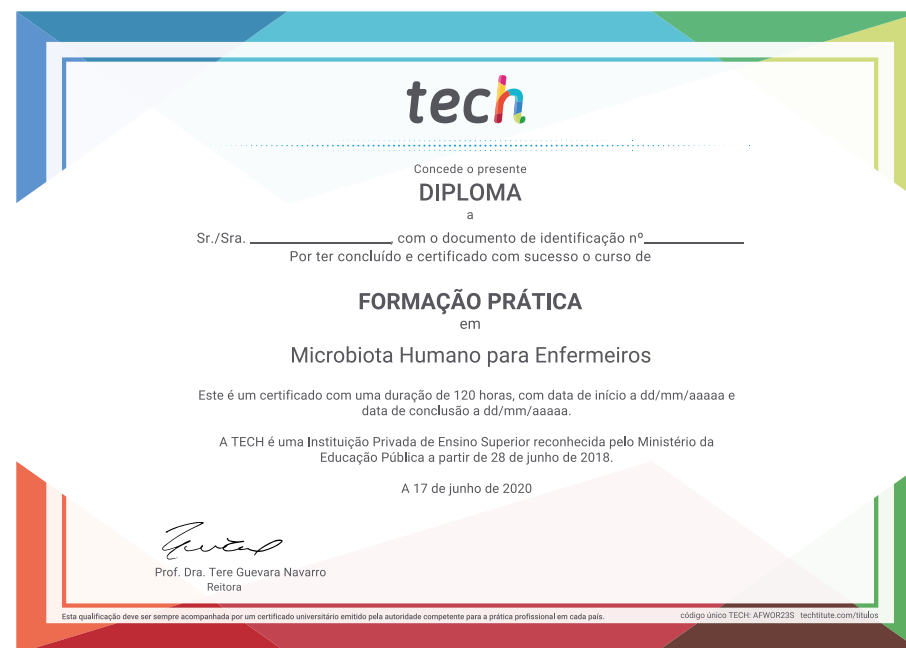 tech
Concede o presente
DIPLOMA
a
Sr./Sra. ____________________, com o documento de identificação nº______________
Por ter concluído e certificado com sucesso o curso de
FORMAÇÃO PRÁTICA
em
Microbiota Humano para Enfermeiros
Este é um certificado com uma duração de 120 horas, com data de início a dd/mm/aaaaa e
data de conclusão a dd/mm/aaaaa.
A TECH é uma Instituição Privada de Ensino Superior reconhecida pelo Ministério da
Educação Pública a partir de 28 de junho de 2018.
A 17 de junho de 2020
Prof. Dra. Tere Guevara Navarro
Reitora
Esta qualificação deve ser sempre acompanhada por um certificado universitário emitido pela autoridade competente para a prática profissional em cada país.
código único TECH: AFWOR23S techtitute.com/titulos